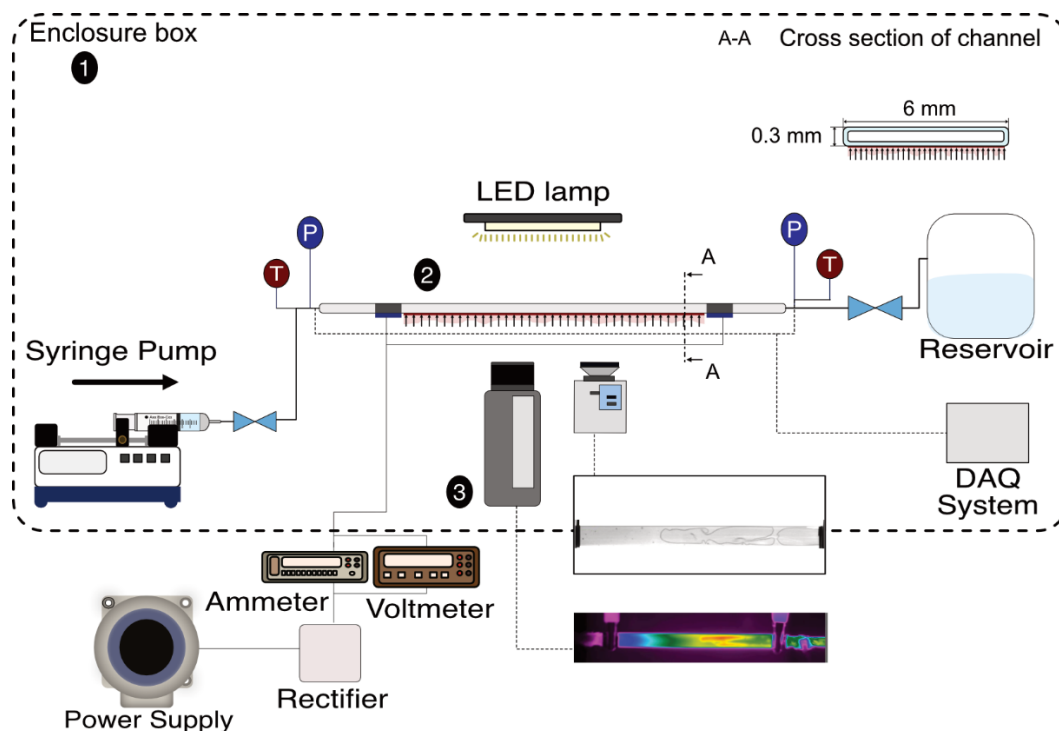 Enclosure box
1
A-A Cross section of channel
6 mm
0.3 mm
LED lamp
P
P
T
T
2
A
A
Syringe Pump
Reservoir
3
DAQ
System
Ammeter
Voltmeter
Rectifier
Power Supply